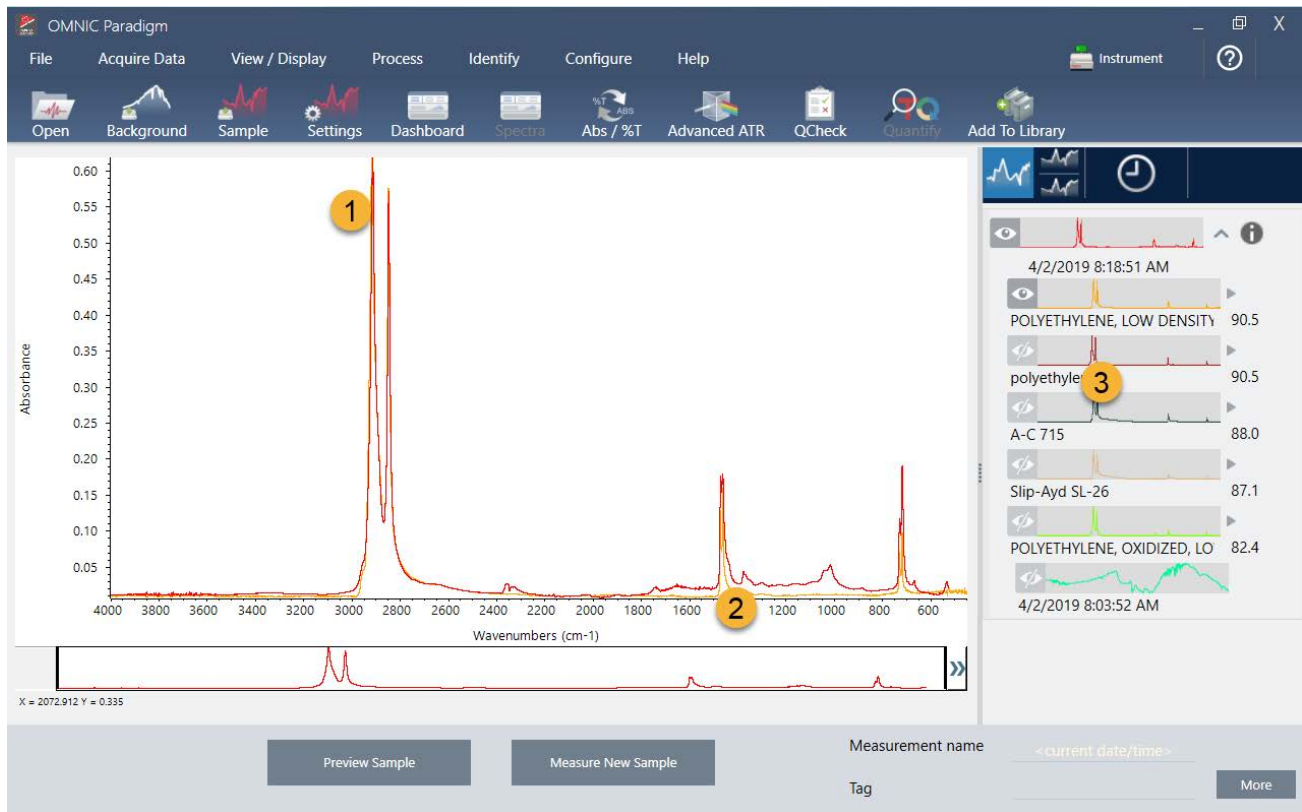 OMNIC Paradigm
File Acquire Data View / Display Process Identify Configure Help Instrument
Open Background Sample Settings Dashboard Spectra Abs / %T Advanced ATR QCheck Quantify Add To Library
%T ABS
0.60
0.55
0.50
0.45
0.40
0.35
0.30
0.25
0.20
0.15
0.10
0.05
Absorbance
1
2
4000 3800 3600 3400 3200 3000 2800 2600 2400 2200 2000 1800 1600 1200 1000 800 600
Wavenumbers (cm-1)
X = 2072.912 Y = 0.335
4/2/2019 8:18:51 AM
POLYETHYLENE, LOW DENSITY 90.5
polyethyle 90.5
3
A-C 715 88.0
Slip-Ayd SL-26 87.1
POLYETHYLENE, OXIDIZED, LO 82.4
4/2/2019 8:03:52 AM
Preview Sample Measure New Sample
Measurement name <current date/time>
Tag
More